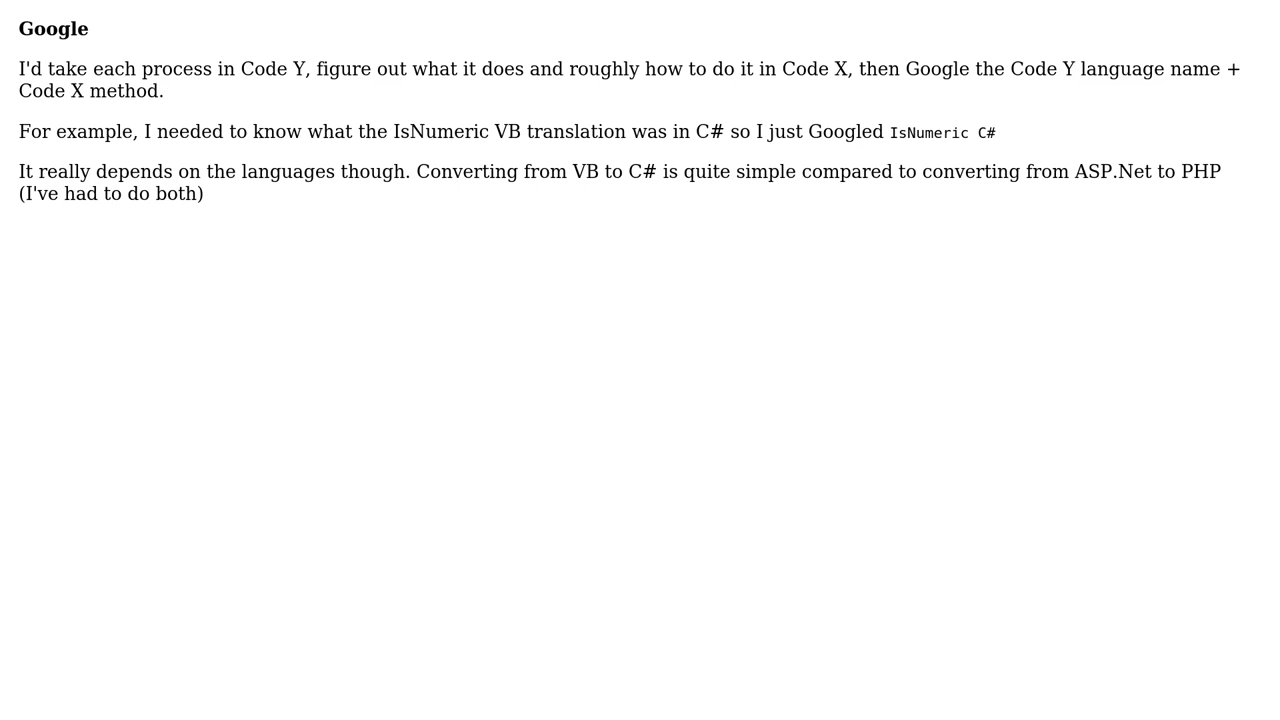 Google
I'd take each process in Code Y, figure out what it does and roughly how to do it in Code X, then Google the Code Y language name +
Code X method.
For example, I needed to know what the IsNumeric VB translation was in C# so I just Googled IsNumeric C#
It really depends on the languages though. Converting from VB to C# is quite simple compared to converting from ASP.Net to PHP
(I've had to do both)